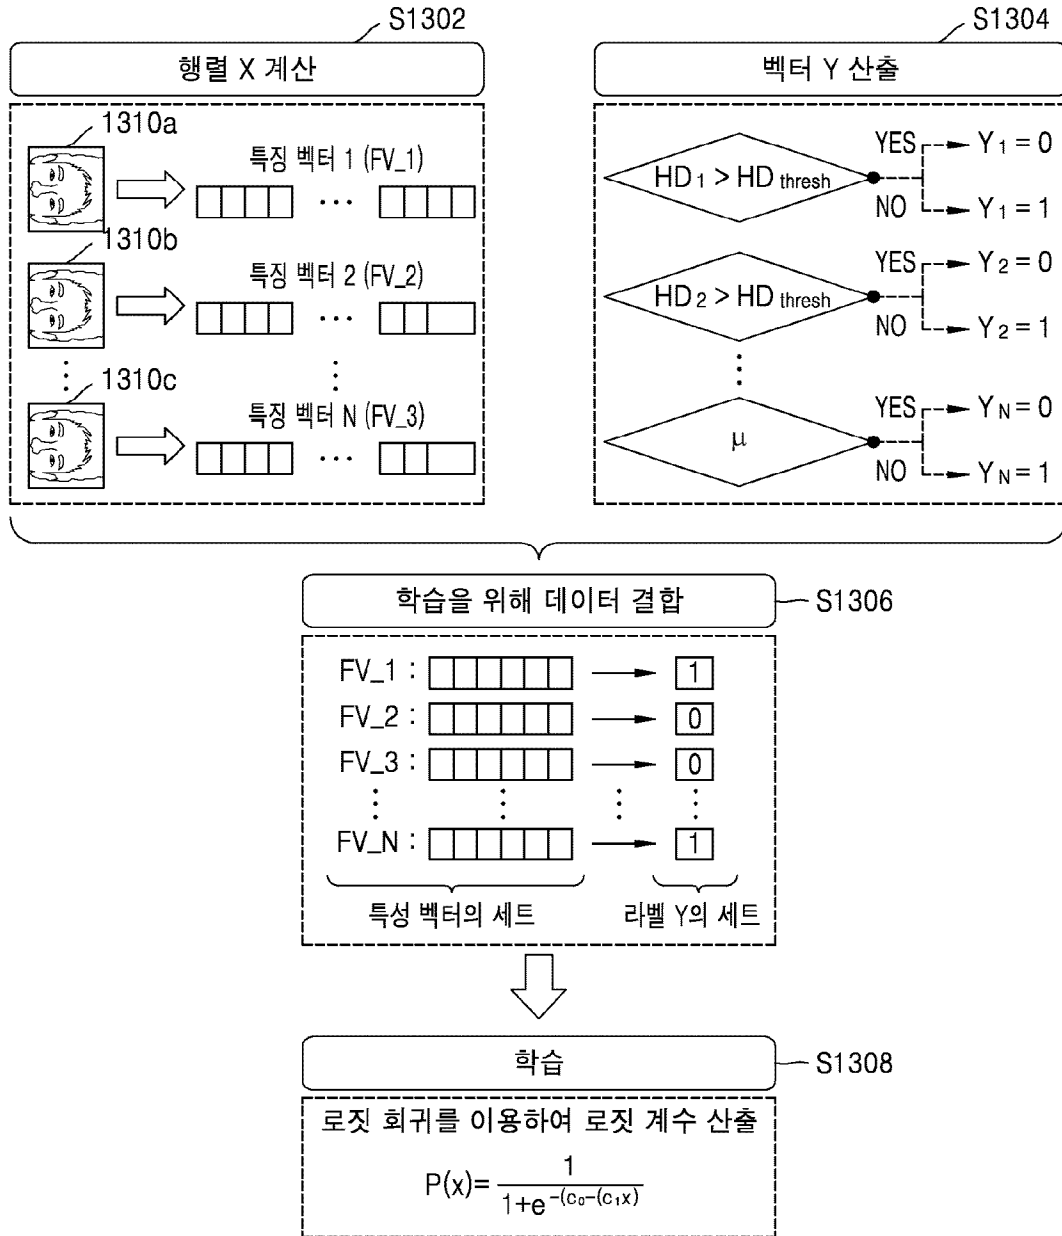 S1302
행렬 X 계산
1310a
특징 벡터 1 (FV_1)
...
1310b
특징 벡터 2 (FV_2)
...
1310c
특징 벡터 N (FV_3)
...
S1304
벡터 Y 산출
HD1 > HDthresh
YES
Y1 = 0
NO
Y1 = 1
HD2 > HDthresh
YES
Y2 = 0
NO
Y2 = 1
μ
YES
YN = 0
NO
YN = 1
학습을 위해 데이터 결합
S1306
FV_1 : 1
FV_2 : 0
FV_3 : 0
FV_N : 1
특성 벡터의 세트
라벨 Y의 세트
학습
S1308
로짓 회귀를 이용하여 로짓 계수 산출
P(x)= 1 / 1+e^-(c₀-(c₁x)